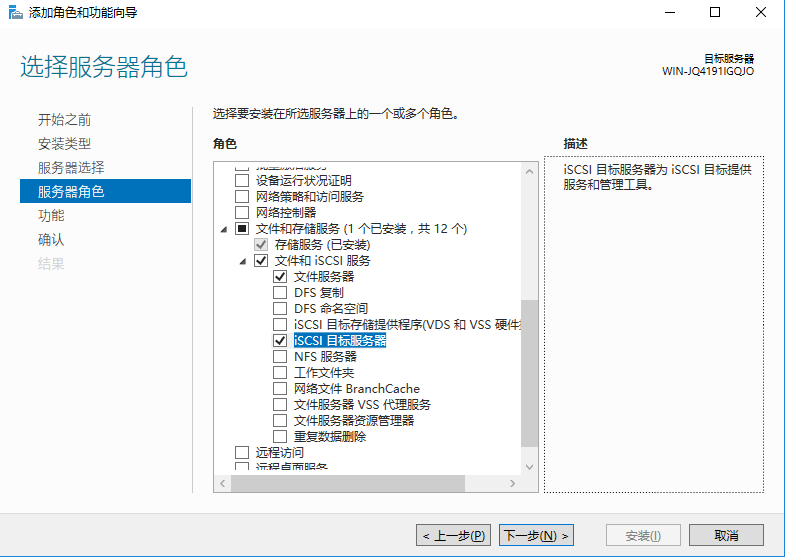 添加角色和功能向导
选择服务器角色
目标服务器
WIN-JQ4191IGQJO
开始之前
安装类型
服务器选择
服务器角色
功能
确认
结果
选择要安装在所选服务器上的一个或多个角色。
角色
批量激活服务
设备运行状况证明
网络策略和访问服务
网络控制器
文件和存储服务 (1 个已安装，共 12 个)
存储服务 (已安装)
文件和 iSCSI 服务
文件服务器
DFS 复制
DFS 命名空间
iSCSI 目标存储提供程序(VDS 和 VSS 硬件
iSCSI 目标服务器
NFS 服务器
工作文件夹
网络文件 BranchCache
文件服务器 VSS 代理服务
文件服务器资源管理器
重复数据删除
远程访问
远程桌面服务
描述
iSCSI 目标服务器为 iSCSI 目标提供
服务和管理工具。
< 上一步(P)
下一步(N) >
安装(I)
取消